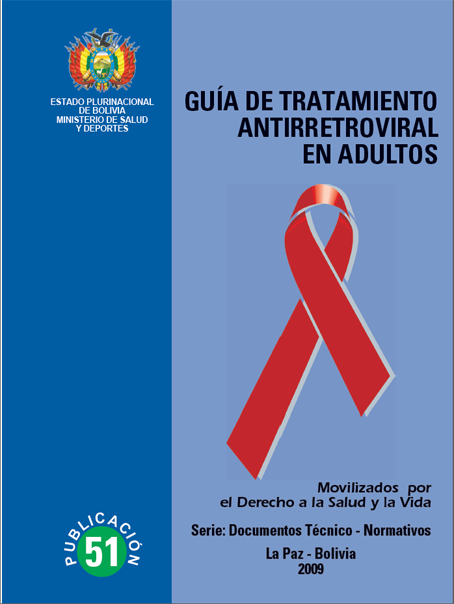 ESTADO PLURINACIONAL
DE BOLIVIA
MINISTERIO DE SALUD
Y DEPORTES
GUÍA DE TRATAMIENTO
ANTIRRETROVIRAL
EN ADULTOS
Movilizados por
el Derecho a la Salud y la Vida
Serie: Documentos Técnico - Normativos
La Paz - Bolivia
2009
PUBLICACIÓN
51